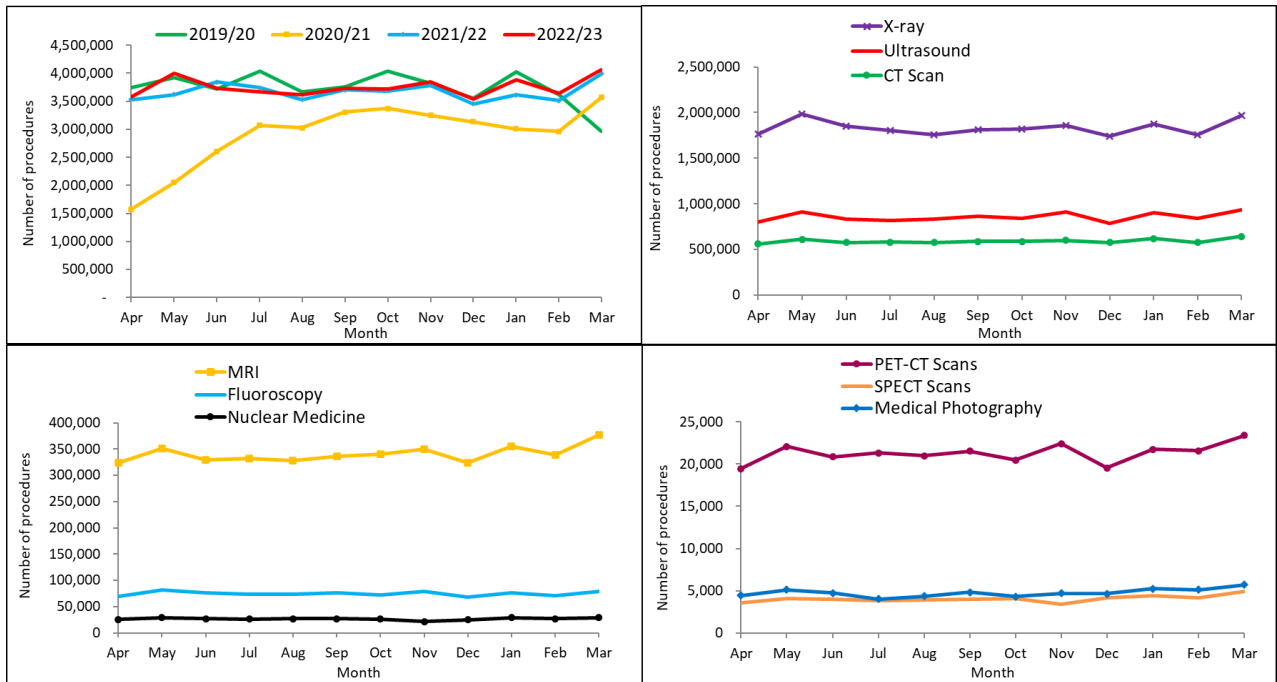 2019/20 2020/21 2021/22 2022/23
Number of procedures
4,500,000
4,000,000
3,500,000
3,000,000
2,500,000
2,000,000
1,500,000
1,000,000
500,000
-
Apr May Jun Jul Aug Sep Oct Nov Dec Jan Feb Mar
Month
X-ray
Ultrasound
CT Scan
Number of procedures
2,500,000
2,000,000
1,500,000
1,000,000
500,000
0
Apr May Jun Jul Aug Sep Oct Nov Dec Jan Feb Mar
Month
MRI
Fluoroscopy
Nuclear Medicine
Number of procedures
400,000
350,000
300,000
250,000
200,000
150,000
100,000
50,000
0
Apr May Jun Jul Aug Sep Oct Nov Dec Jan Feb Mar
Month
PET-CT Scans
SPECT Scans
Medical Photography
Number of procedures
25,000
20,000
15,000
10,000
5,000
0
Apr May Jun Jul Aug Sep Oct Nov Dec Jan Feb Mar
Month